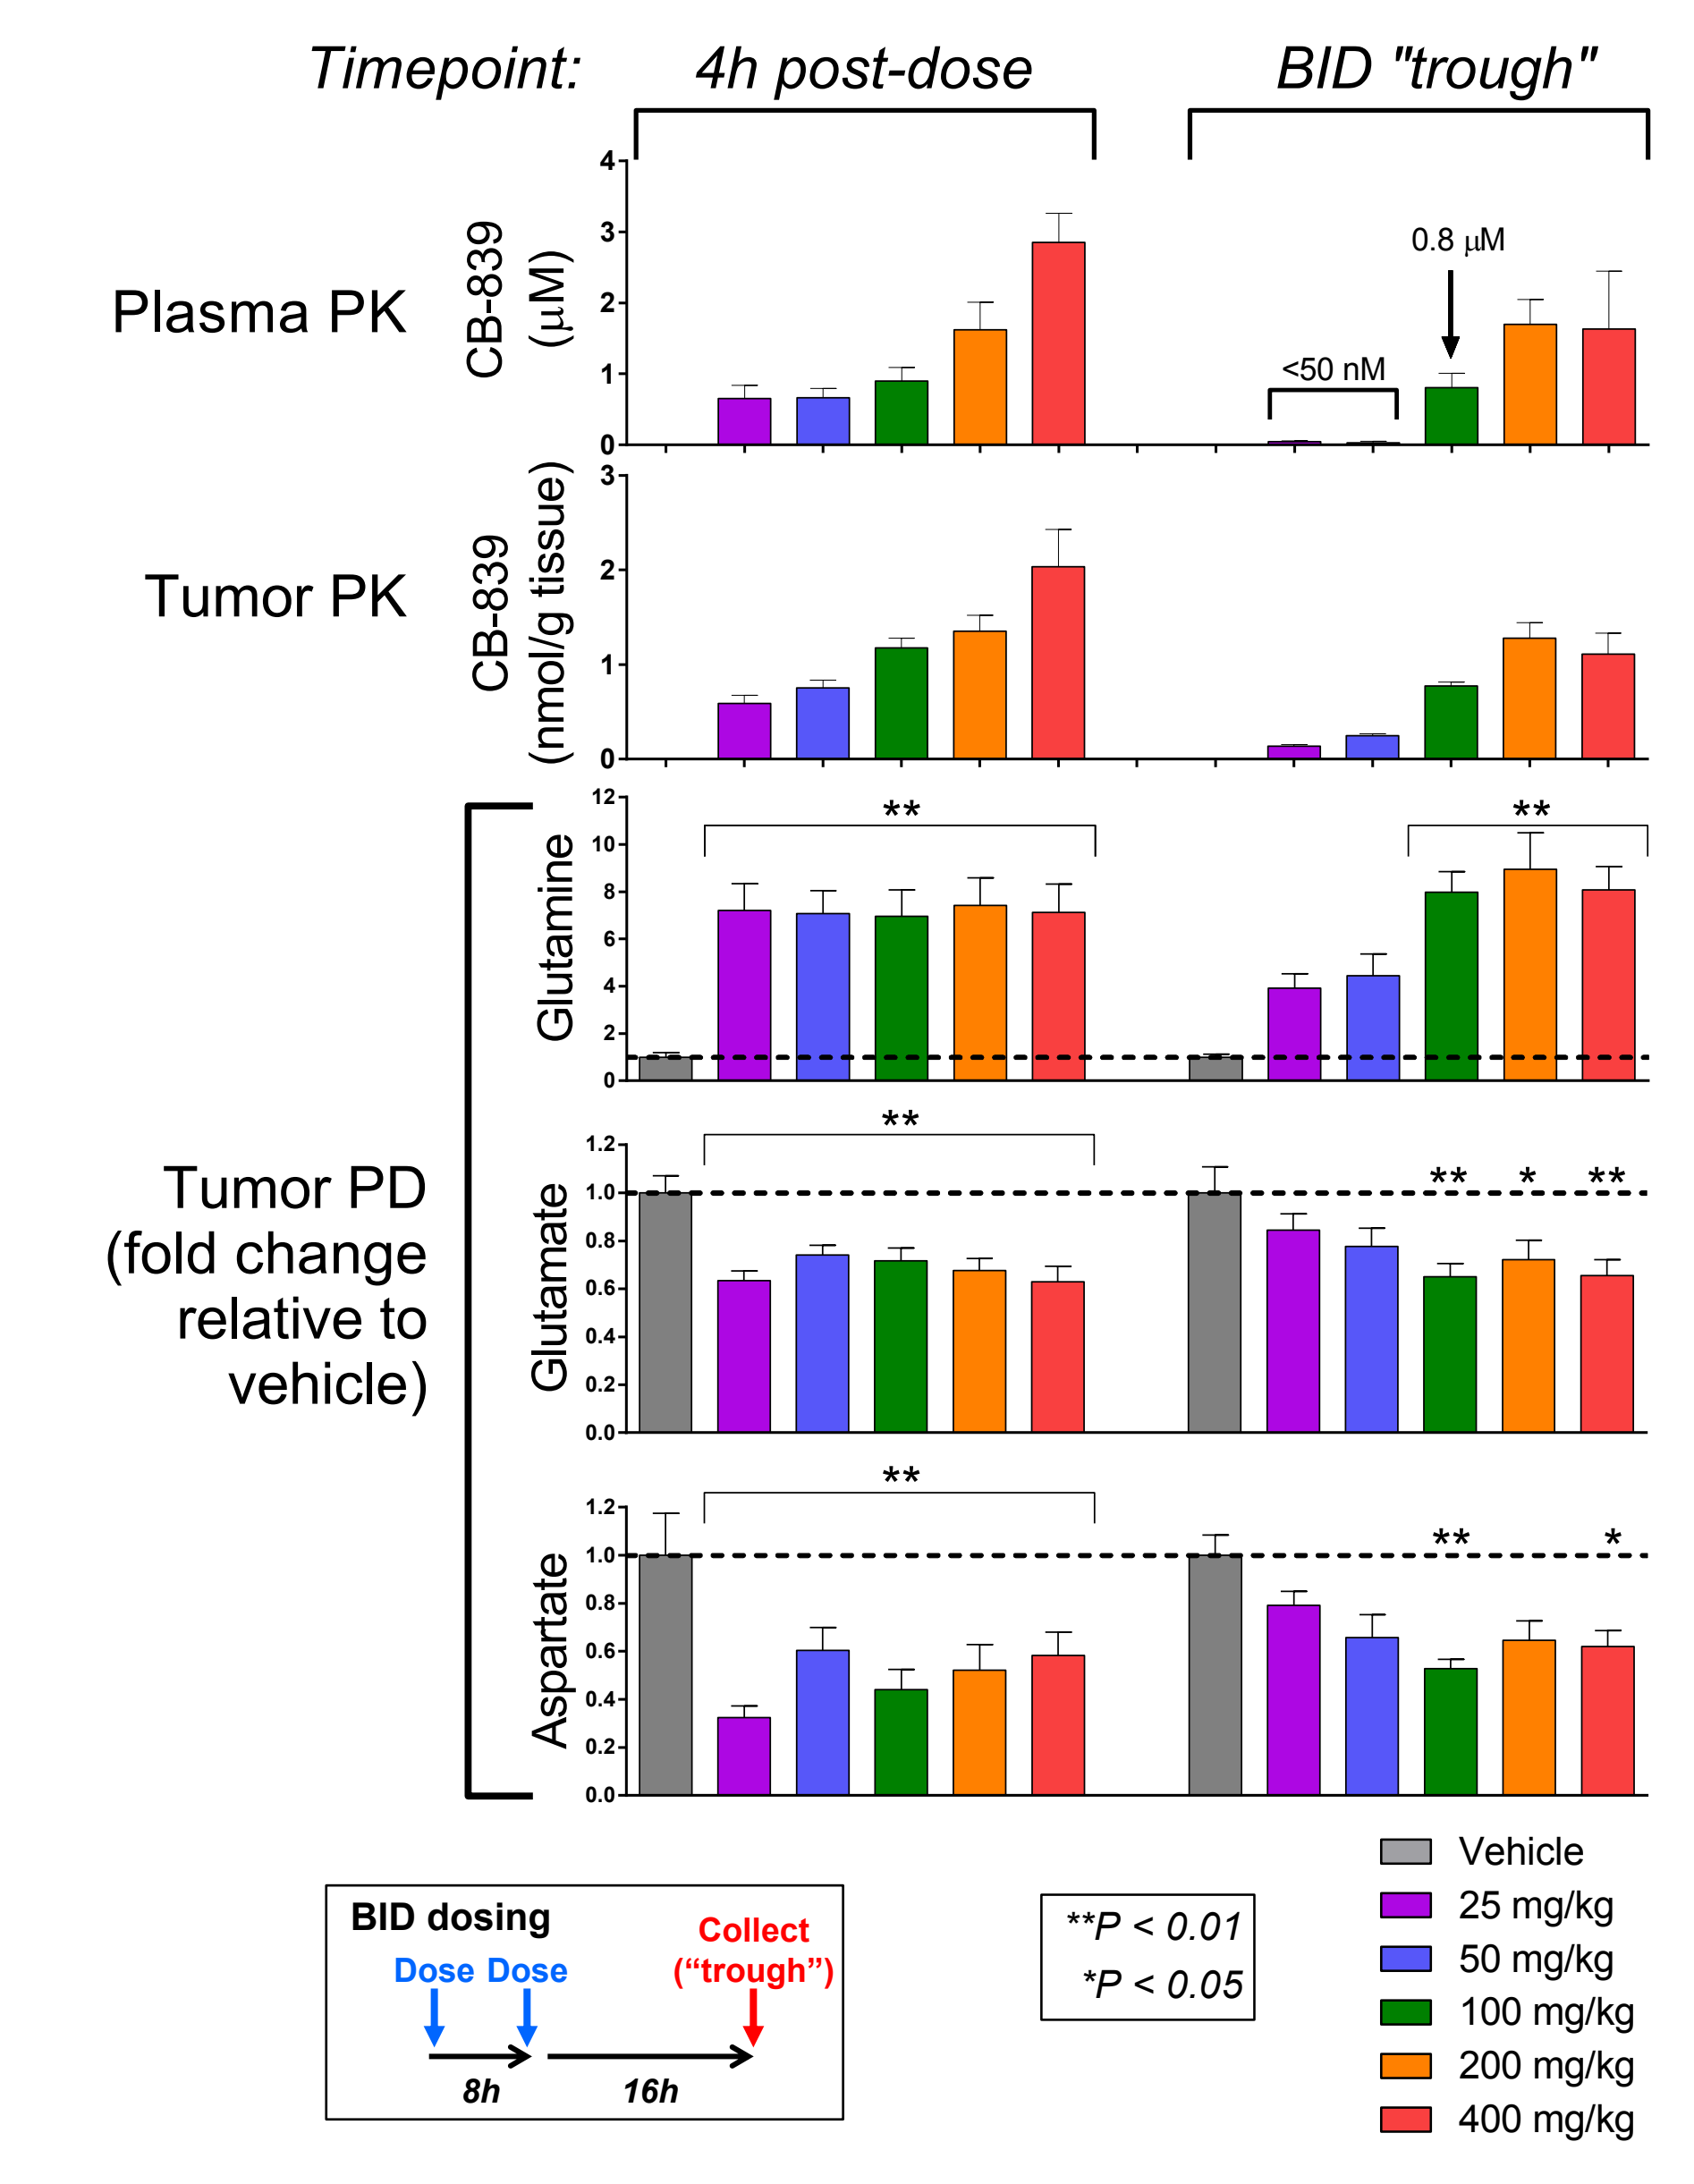 Timepoint: 4h post-dose BID "trough"
Plasma PK
CB-839
(μM)
4
3
2
1
0
<50 nM
0.8 μM
Tumor PK
CB-839
(nmol/g tissue)
3
2
1
0
Tumor PD
(fold change
relative to
vehicle)
Glutamine
12
10
8
6
4
2
0
** **
Glutamate
1.2
1.0
0.8
0.6
0.4
0.2
0.0
** ** * **
Aspartate
1.2
1.0
0.8
0.6
0.4
0.2
0.0
** ** *
BID dosing
Dose Dose
Collect
(“trough”)
8h 16h
**P < 0.01
*P < 0.05
Vehicle
25 mg/kg
50 mg/kg
100 mg/kg
200 mg/kg
400 mg/kg